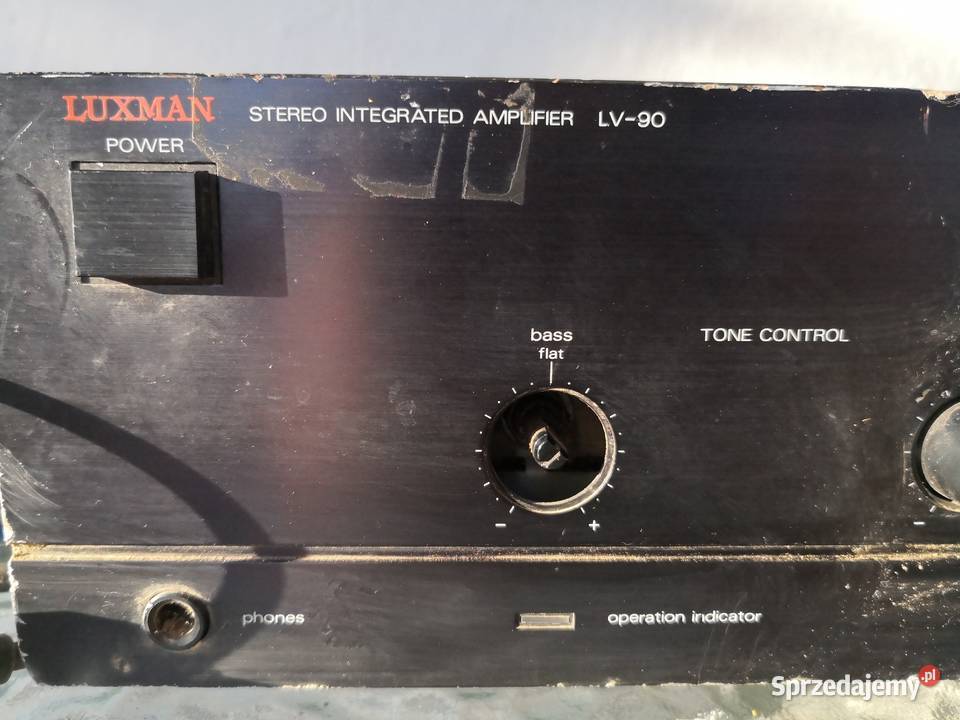 LUXMAN STEREO INTEGRATED AMPLIFIER LV-90
POWER
bass
flat
TONE CONTROL
- +
-
phones
operation indicator
Sprzedajemy.pl